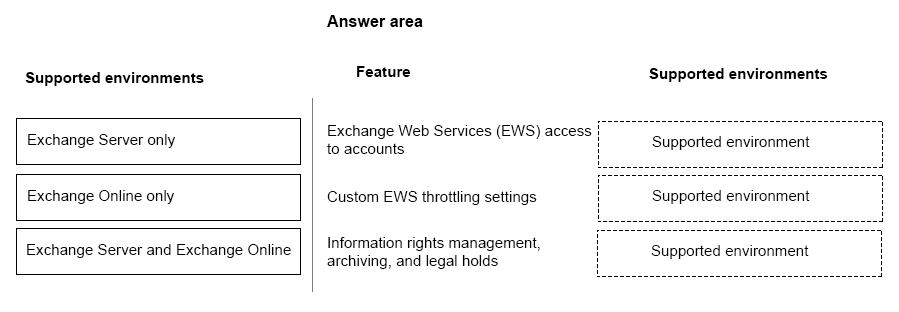 Answer area
Supported environments
Feature
Supported environments
Exchange Server only
Exchange Web Services (EWS) access
to accounts
Supported environment
Exchange Online only
Custom EWS throttling settings
Supported environment
Exchange Server and Exchange Online
Information rights management,
archiving, and legal holds
Supported environment